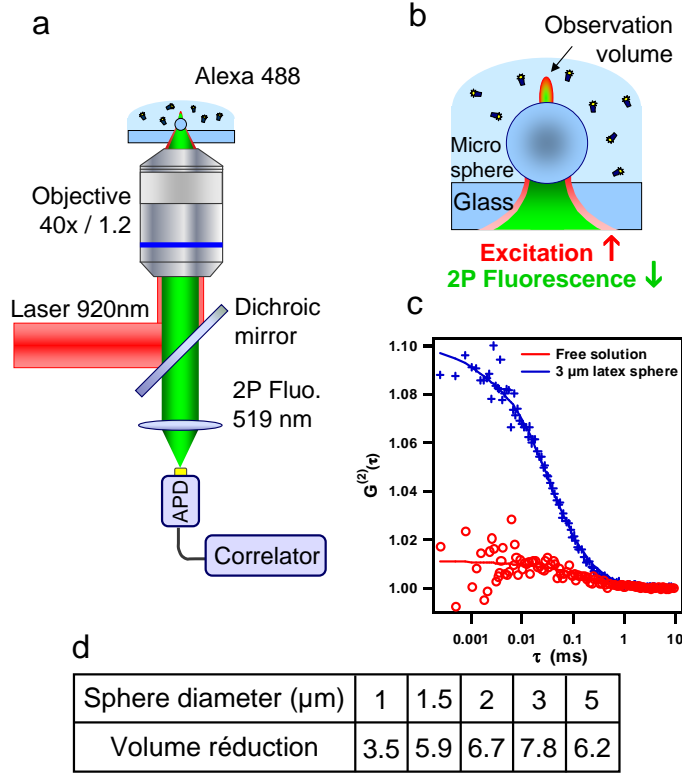 a
Alexa 488
Objective
40x / 1.2
Laser 920nm
Dichroic
mirror
2P Fluo.
519 nm
APD
Correlator
b
Observation
volume
Micro
sphere
Glass
Excitation ↑
2P Fluorescence ↓
c
Free solution
3 µm latex sphere
1.10
1.08
1.06
1.04
1.02
1.00
G(2)(τ)
0.001 0.01 0.1 1 10
τ (ms)
d
Sphere diameter (µm) 1 1.5 2 3 5
Volume réduction 3.5 5.9 6.7 7.8 6.2